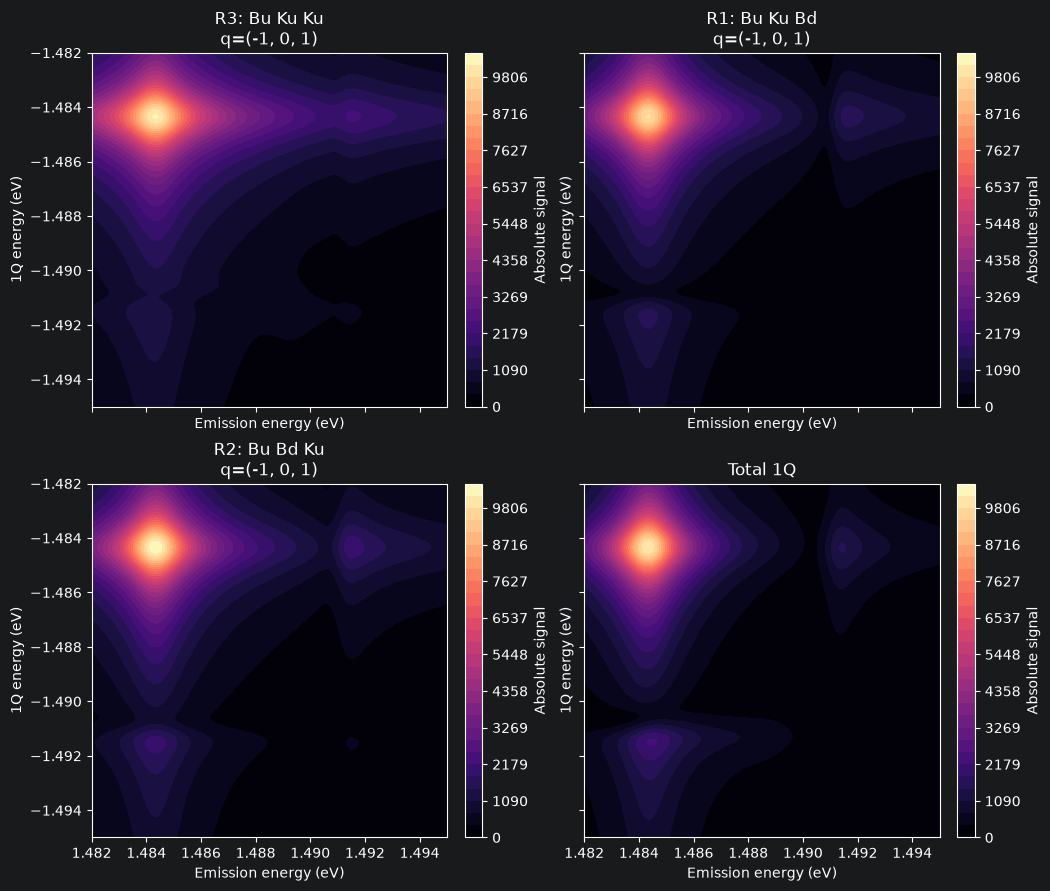 R3: Bu Ku Ku
q=(-1, 0, 1)
R1: Bu Ku Bd
q=(-1, 0, 1)
−1.482
−1.484
−1.486
−1.488
−1.490
−1.492
−1.494
1Q energy (eV)
Emission energy (eV)
9806
8716
7627
6537
5448
4358
3269
2179
1090
0
Absolute signal
1Q energy (eV)
Emission energy (eV)
9806
8716
7627
6537
5448
4358
3269
2179
1090
0
Absolute signal
R2: Bu Bd Ku
q=(-1, 0, 1)
Total 1Q
−1.482
−1.484
−1.486
−1.488
−1.490
−1.492
−1.494
1Q energy (eV)
1.482 1.484 1.486 1.488 1.490 1.492 1.494
Emission energy (eV)
9806
8716
7627
6537
5448
4358
3269
2179
1090
0
Absolute signal
1Q energy (eV)
1.482 1.484 1.486 1.488 1.490 1.492 1.494
Emission energy (eV)
9806
8716
7627
6537
5448
4358
3269
2179
1090
0
Absolute signal